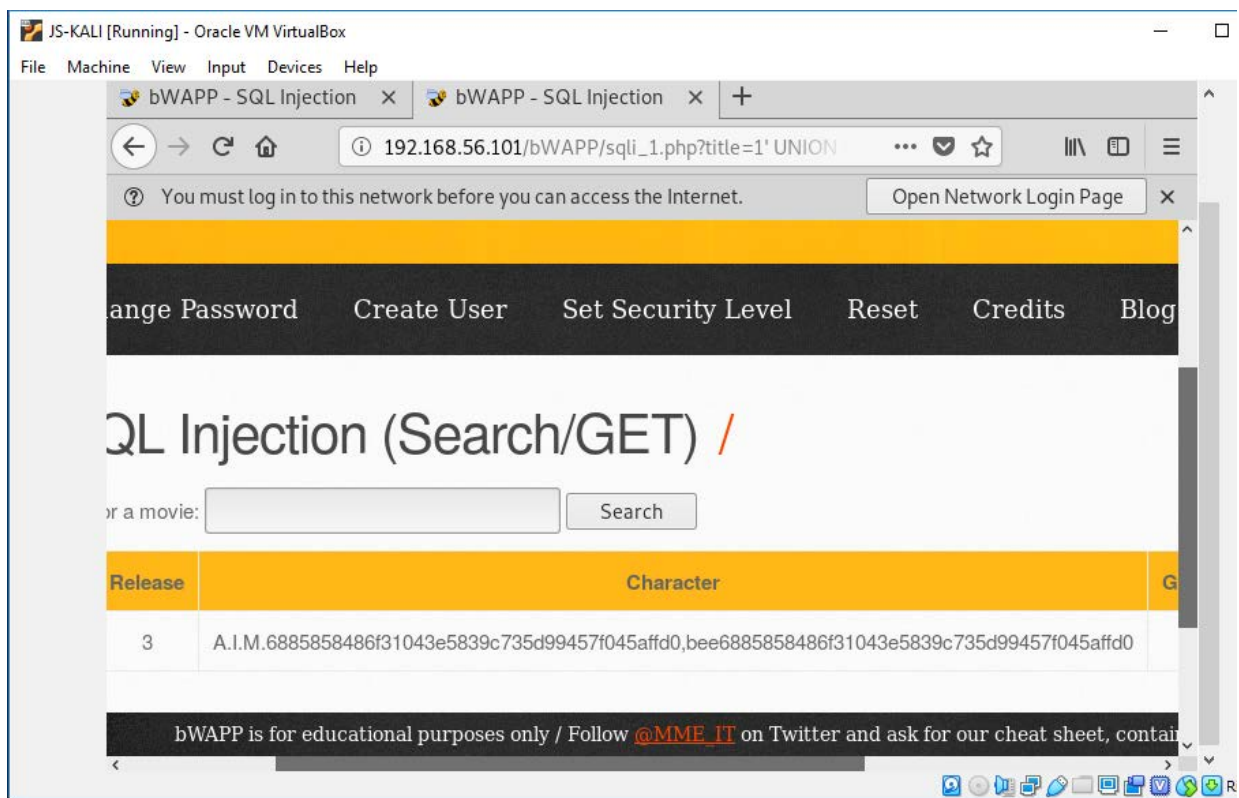 JS-KALI [Running] - Oracle VM VirtualBox
File Machine View Input Devices Help
bWAPP - SQL Injection × bWAPP - SQL Injection × +
192.168.56.101/bWAPP/sqli_1.php?title=1' UNION
You must log in to this network before you can access the Internet. Open Network Login Page ×
ange Password Create User Set Security Level Reset Credits Blog
QL Injection (Search/GET) /
or a movie: Search
Release Character G
3 A.I.M.6885858486f31043e5839c735d99457f045affd0,bee6885858486f31043e5839c735d99457f045affd0
bWAPP is for educational purposes only / Follow @MME_IT on Twitter and ask for our cheat sheet, contain
R